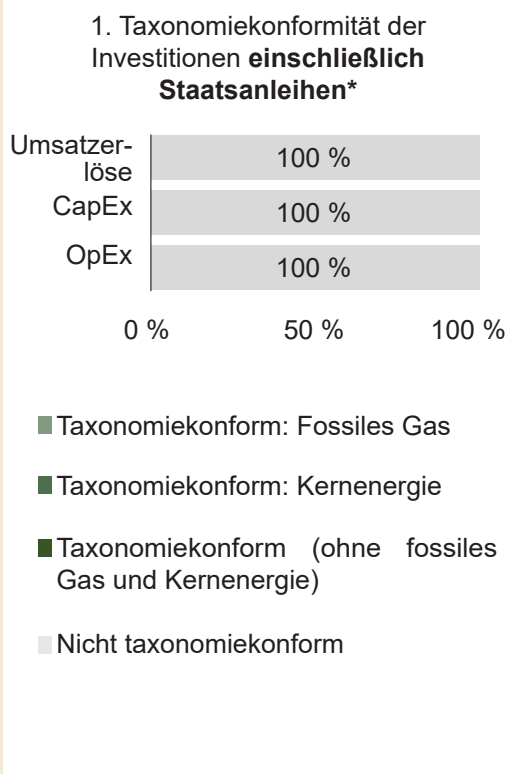 1. Taxonomiekonformität der
Investitionen einschließlich
Staatsanleihen*
Umsatzer-
löse
100 %
CapEx
100 %
OpEx
100 %
0 % 50 % 100 %
Taxonomiekonform: Fossiles Gas
Taxonomiekonform: Kernenergie
Taxonomiekonform (ohne fossiles
Gas und Kernenergie)
Nicht taxonomiekonform